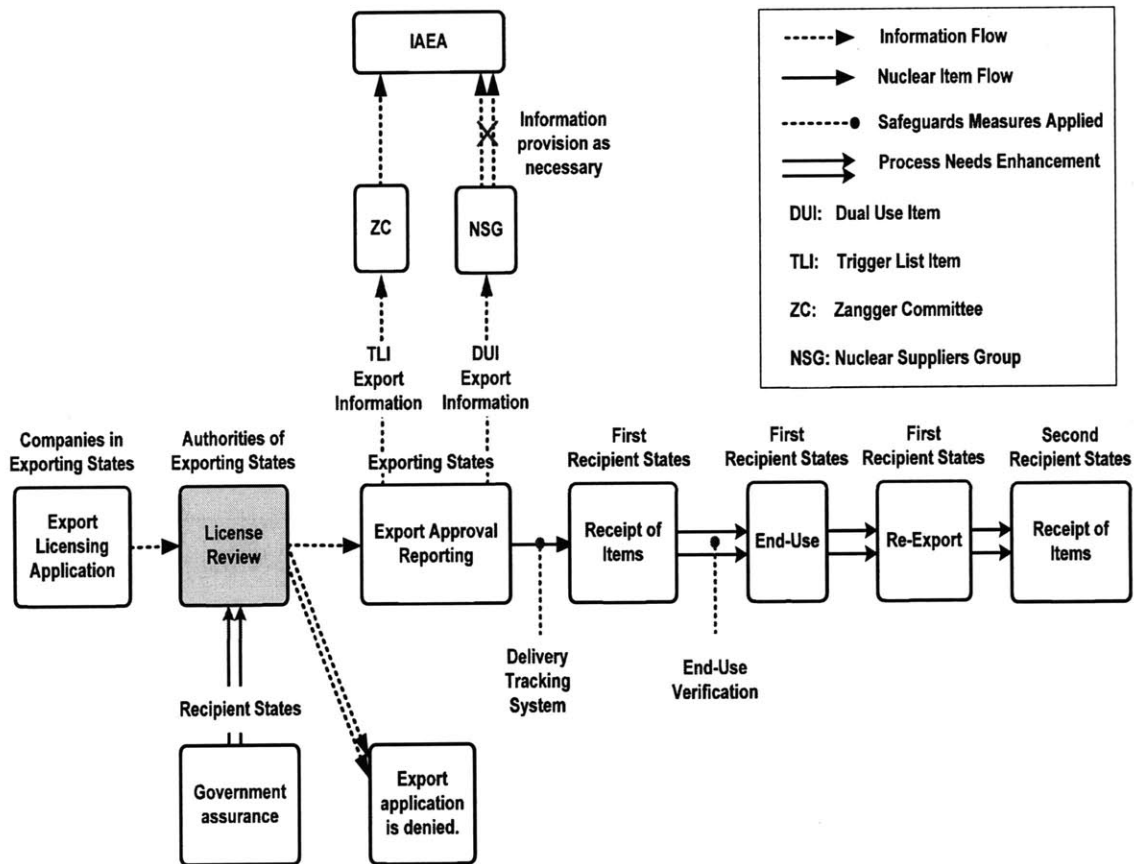 IAEA
Information
provision as
necessary
ZC
NSG
TLI
Export
Information
DUI
Export
Information
Information Flow
Nuclear Item Flow
Safeguards Measures Applied
Process Needs Enhancement
DUI: Dual Use Item
TLI: Trigger List Item
ZC: Zangger Committee
NSG: Nuclear Suppliers Group
Companies in
Exporting States
Export
Licensing
Application
Authorities of
Exporting States
License
Review
Exporting States
Export Approval
Reporting
First
Recipient States
Receipt of
Items
First
Recipient States
End-Use
First
Recipient States
Re-Export
Second
Recipient States
Receipt of
Items
Delivery
Tracking
System
End-Use
Verification
Recipient States
Government
assurance
Export
application
is denied.